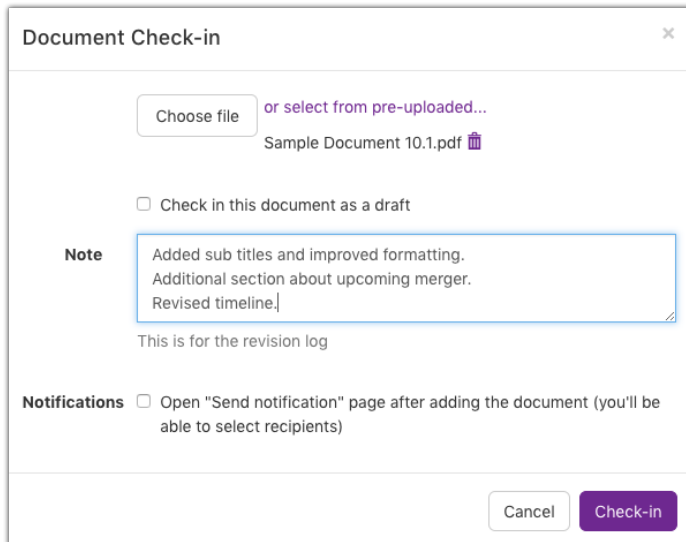 Document Check-in ×
Choose file
or select from pre-uploaded...
Sample Document 10.1.pdf
Check in this document as a draft
Note
Added sub titles and improved formatting.
Additional section about upcoming merger.
Revised timeline.
This is for the revision log
Notifications
Open "Send notification" page after adding the document (you'll be
able to select recipients)
Cancel
Check-in